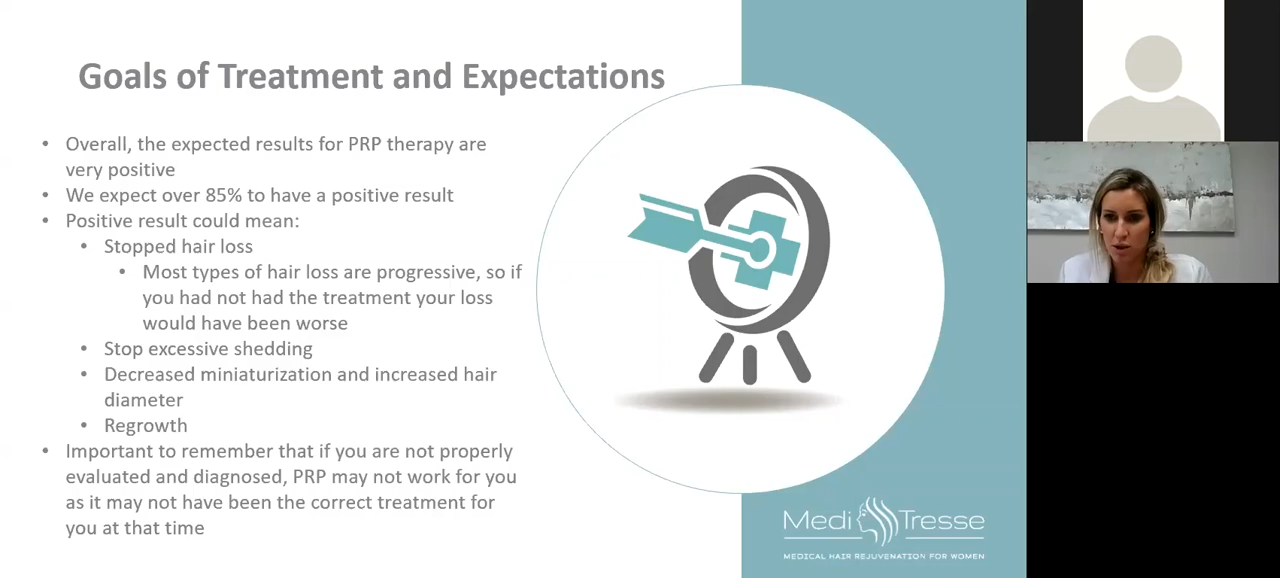 Goals of Treatment and Expectations
• Overall, the expected results for PRP therapy are
very positive
• We expect over 85% to have a positive result
• Positive result could mean:
• Stopped hair loss
• Most types of hair loss are progressive, so if
you had not had the treatment your loss
would have been worse
• Stop excessive shedding
• Decreased miniaturization and increased hair
diameter
• Regrowth
• Important to remember that if you are not properly
evaluated and diagnosed, PRP may not work for you
as it may not have been the correct treatment for
you at that time
Medi Tresse
MEDICAL HAIR REJUVENATION FOR WOMEN